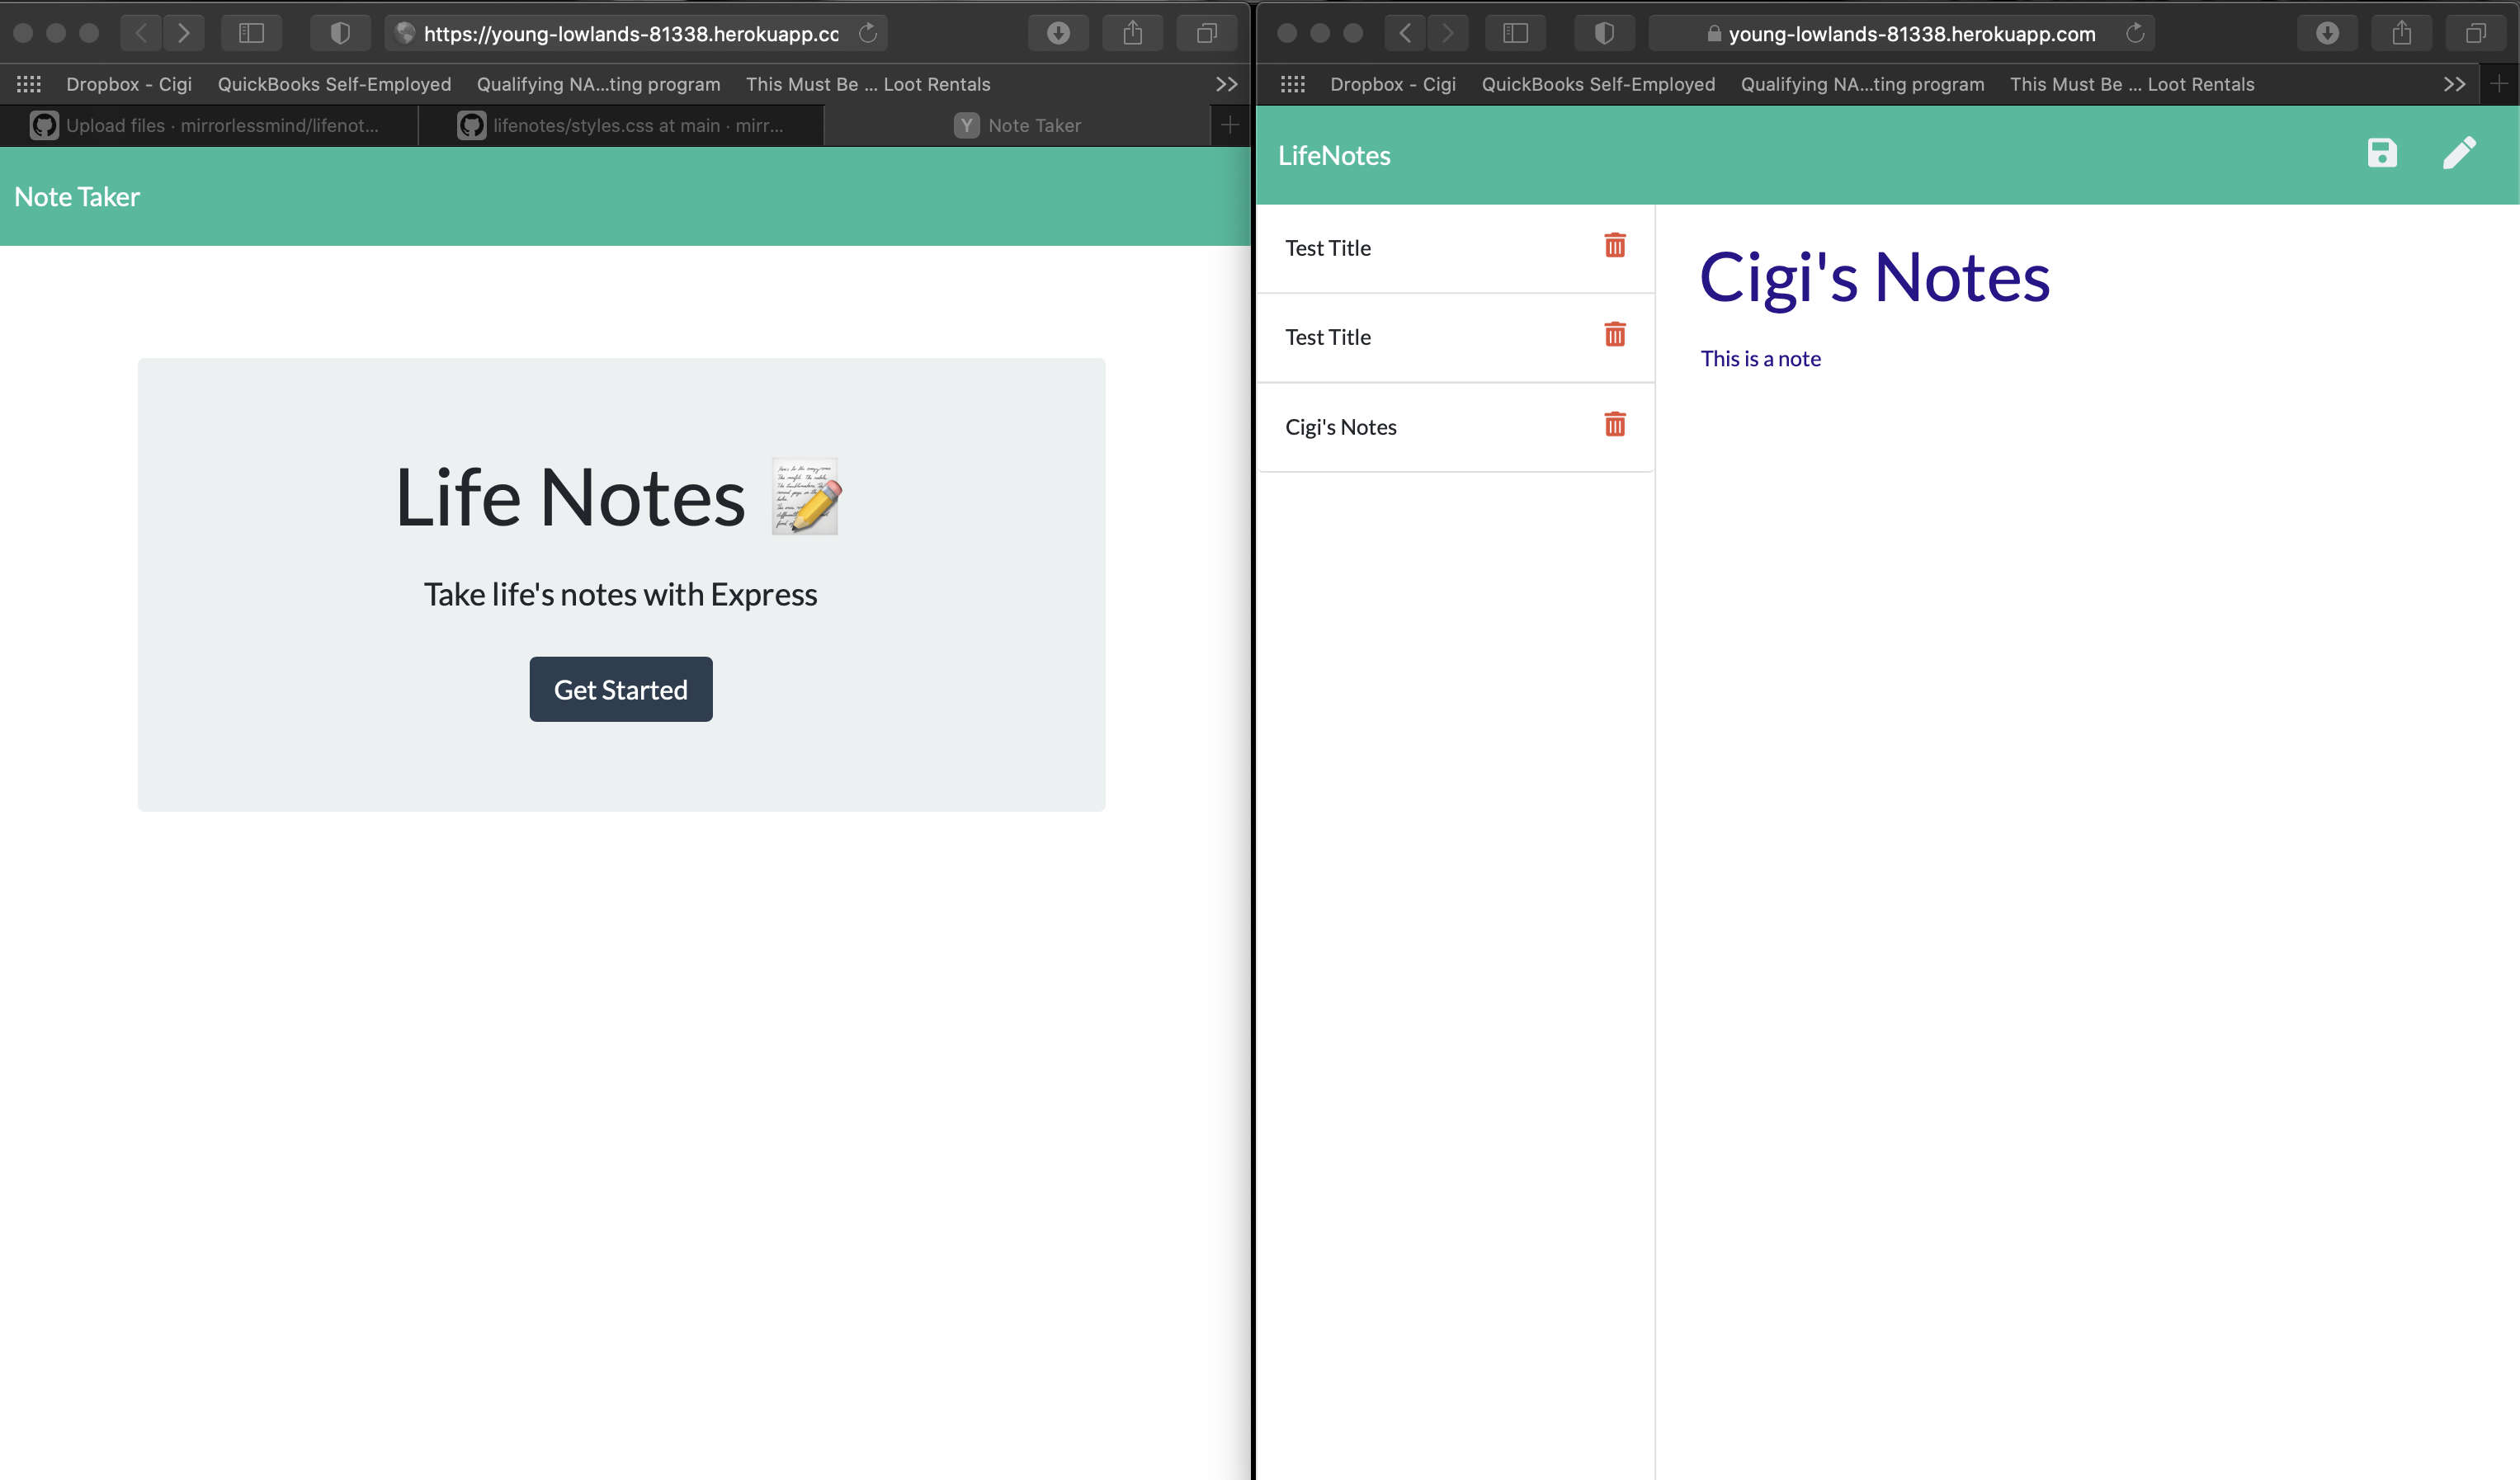 https://young-lowlands-81338.herokuapp.cc
Dropbox - Cigi QuickBooks Self-Employed Qualifying NA...ting program This Must Be ... Loot Rentals
Upload files · mirrorlessmind/lifenot... lifenotes/styles.css at main · mirr... Y Note Taker
Note Taker
Life Notes
Take life's notes with Express
Get Started
young-lowlands-81338.herokuapp.com
Dropbox - Cigi QuickBooks Self-Employed Qualifying NA...ting program This Must Be ... Loot Rentals
LifeNotes
Test Title
Test Title
Cigi's Notes
Cigi's Notes
This is a note